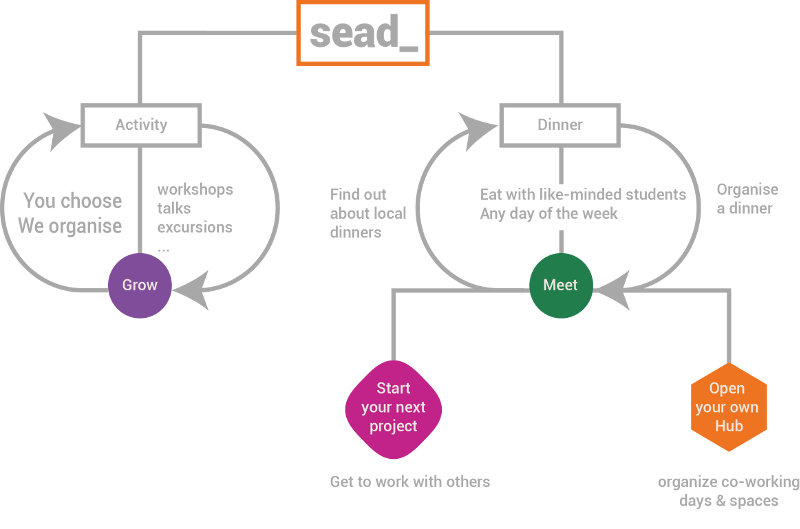 sead_
Activity
Dinner
You choose
We organise
workshops
talks
excursions
...
Find out
about local
dinners
Eat with like-minded students
Any day of the week
Organise
a dinner
Grow
Meet
Start
your next
project
Open
your own
Hub
Get to work with others
organize co-working
days & spaces